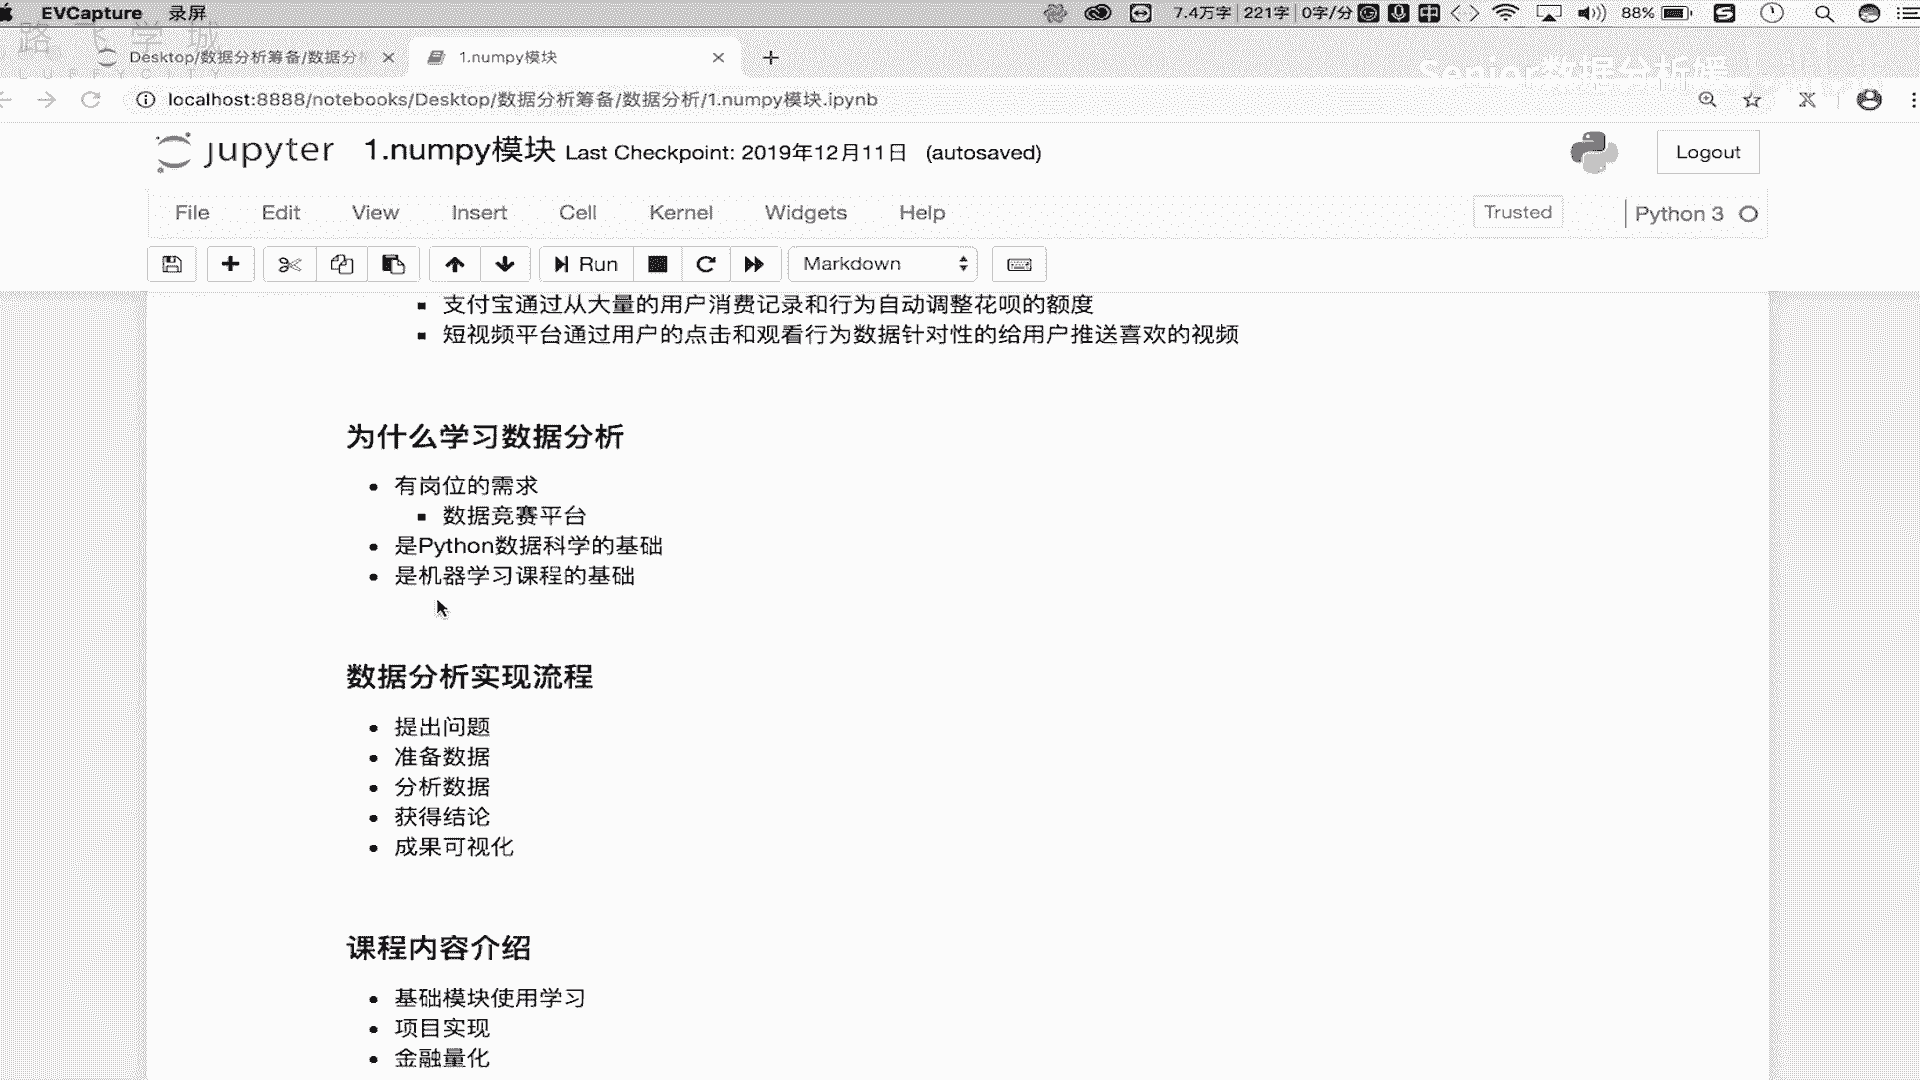 EVCapture 录屏 7.4万字 221字 0字/分 中 88%
路飞学城
LUFFYCITY
Desktop/数据分析筹备/数据分析 1.numpy模块
Senior数据分析媛
localhost:8888/notebooks/Desktop/数据分析筹备/数据分析/1.numpy模块.ipynb
jupyter 1.numpy模块 Last Checkpoint: 2019年12月11日 (autosaved) Logout
File Edit View Insert Cell Kernel Widgets Help Trusted Python 3
Run Markdown
支付宝通过从大量的用户消费记录和行为自动调整花呗的额度
短视频平台通过用户的点击和观看行为数据针对性的给用户推送喜欢的视频
为什么学习数据分析
有岗位的需求
数据竞赛平台
是Python数据科学的基础
是机器学习课程的基础
数据分析实现流程
提出问题
准备数据
分析数据
获得结论
成果可视化
课程内容介绍
基础模块使用学习
项目实现
金融量化